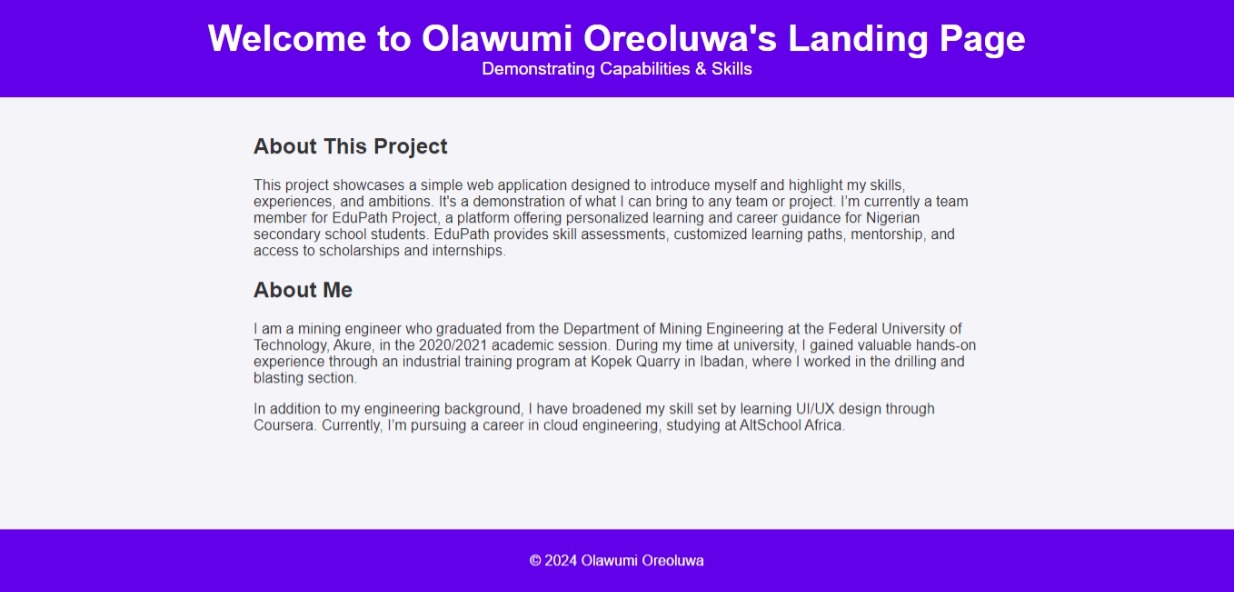 Welcome to Olawumi Oreoluwa's Landing Page
Demonstrating Capabilities & Skills
About This Project
This project showcases a simple web application designed to introduce myself and highlight my skills,
experiences, and ambitions. It's a demonstration of what I can bring to any team or project. I’m currently a team
member for EduPath Project, a platform offering personalized learning and career guidance for Nigerian
secondary school students. EduPath provides skill assessments, customized learning paths, mentorship, and
access to scholarships and internships.
About Me
I am a mining engineer who graduated from the Department of Mining Engineering at the Federal University of
Technology, Akure, in the 2020/2021 academic session. During my time at university, I gained valuable hands-on
experience through an industrial training program at Kopek Quarry in Ibadan, where I worked in the drilling and
blasting section.
In addition to my engineering background, I have broadened my skill set by learning UI/UX design through
Coursera. Currently, I’m pursuing a career in cloud engineering, studying at AltSchool Africa.
© 2024 Olawumi Oreoluwa